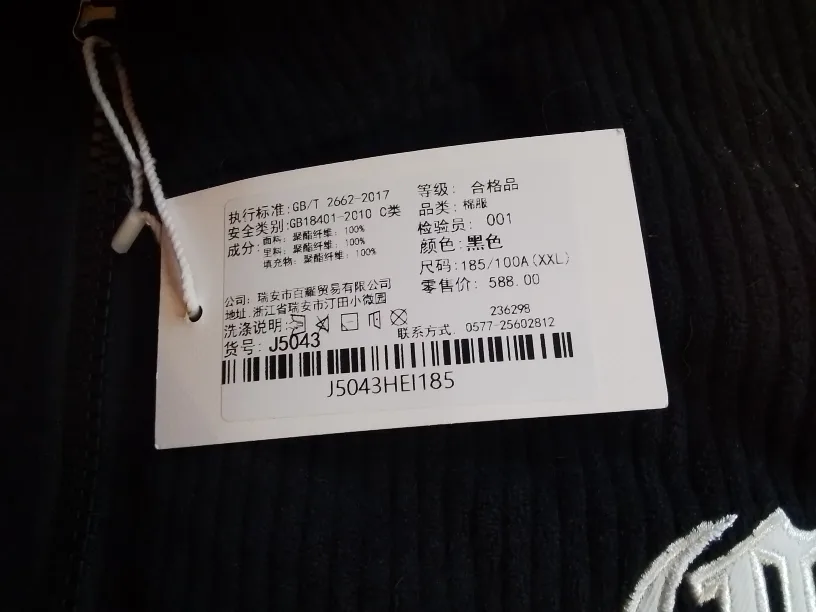 执行标准:GB/T 2662-2017
安全类别:GB18401-2010 C类
成分:面料: 聚酯纤维: 100%
里料: 聚酯纤维: 100%
填充物: 聚酯纤维: 100%
等级: 合格品
品类: 棉服
检验员: 001
颜色:黑色
尺码:185/100A(XXL)
零售价: 588.00
公司: 瑞安市百馨贸易有限公司
地址:浙江省瑞安市汀田小微园
洗涤说明:
236298
联系方式. 0577-25602812
货号: J5043
J5043HEI185